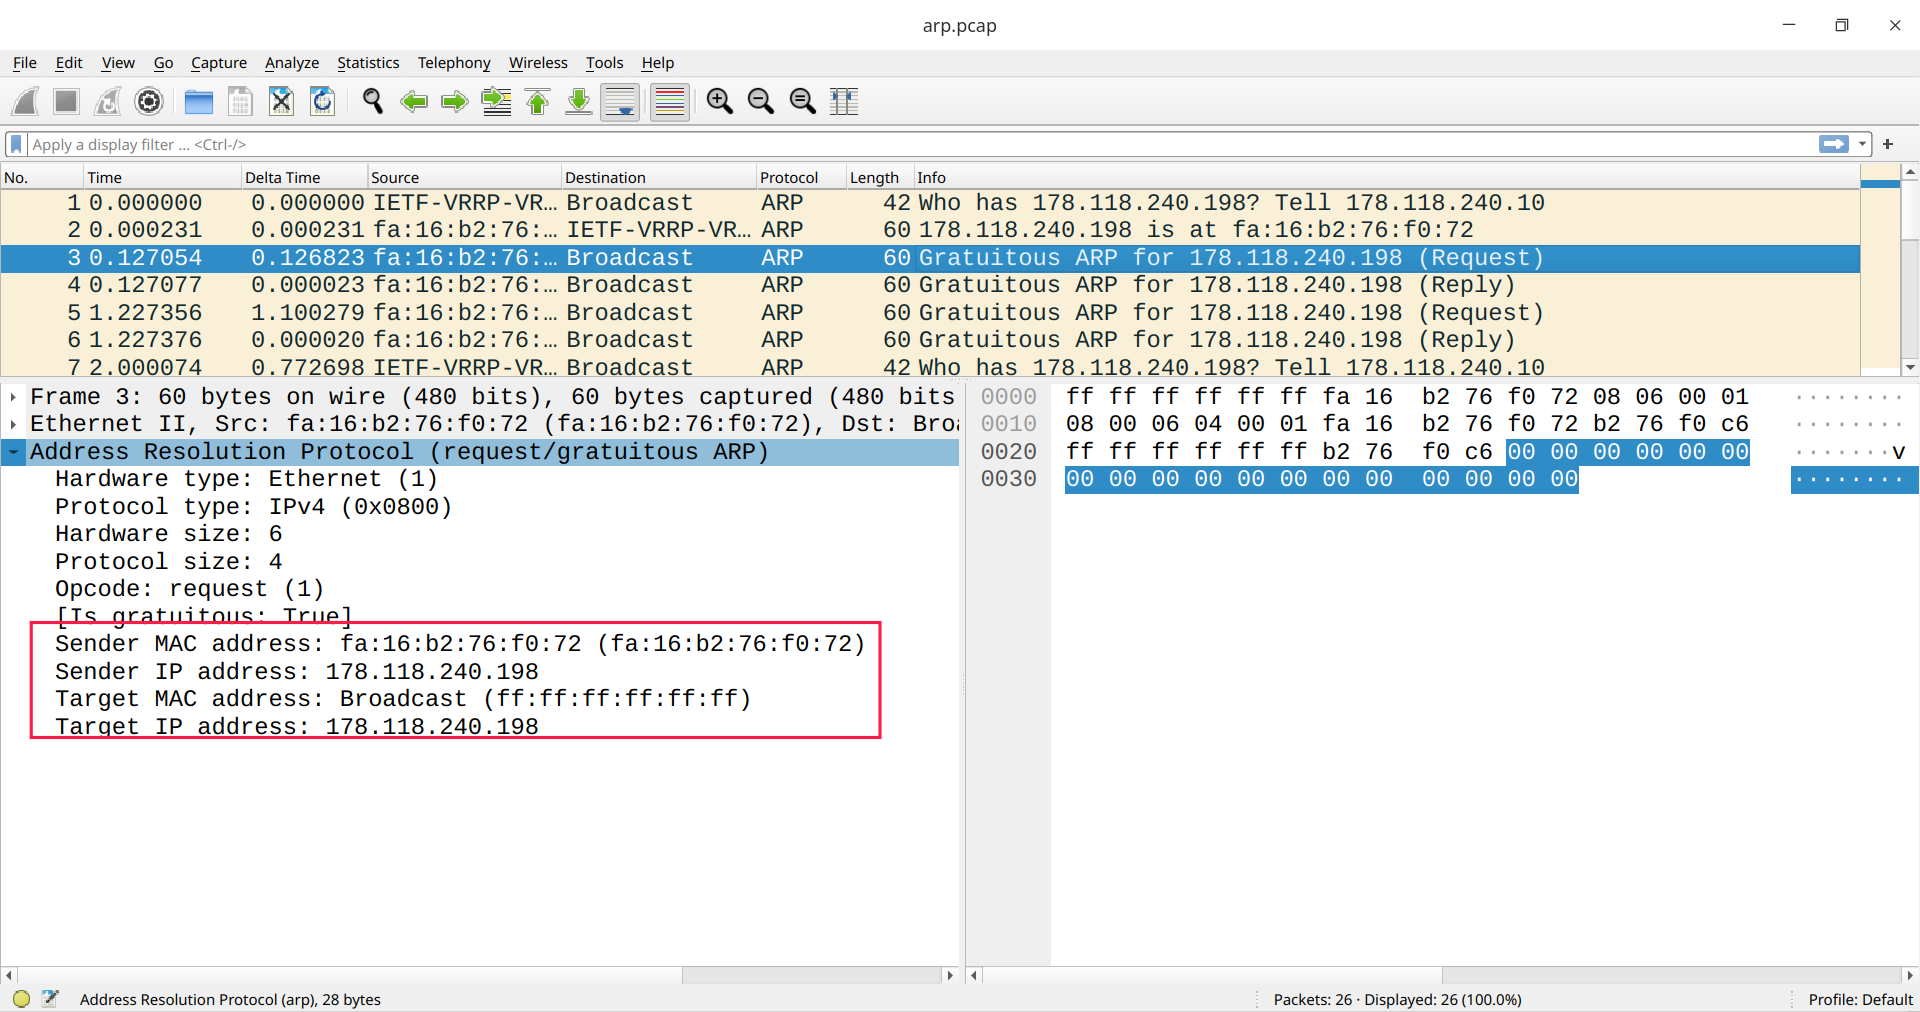 arp.pcap
File Edit View Go Capture Analyze Statistics Telephony Wireless Tools Help
Apply a display filter ... <Ctrl-/>
No. Time Delta Time Source Destination Protocol Length Info
1 0.000000 0.000000 IETF-VRRP-VR... Broadcast ARP 42 Who has 178.118.240.198? Tell 178.118.240.10
2 0.000231 0.000231 fa:16:b2:76:... IETF-VRRP-VR... ARP 60 178.118.240.198 is at fa:16:b2:76:f0:72
3 0.127054 0.126823 fa:16:b2:76:... Broadcast ARP 60 Gratuitous ARP for 178.118.240.198 (Request)
4 0.127077 0.000023 fa:16:b2:76:... Broadcast ARP 60 Gratuitous ARP for 178.118.240.198 (Reply)
5 1.227356 1.100279 fa:16:b2:76:... Broadcast ARP 60 Gratuitous ARP for 178.118.240.198 (Request)
6 1.227376 0.000020 fa:16:b2:76:... Broadcast ARP 60 Gratuitous ARP for 178.118.240.198 (Reply)
7 2.000074 0.772698 IETF-VRRP-VR... Broadcast ARP 42 Who has 178.118.240.198? Tell 178.118.240.10
Frame 3: 60 bytes on wire (480 bits), 60 bytes captured (480 bits
Ethernet II, Src: fa:16:b2:76:f0:72 (fa:16:b2:76:f0:72), Dst: Broa
Address Resolution Protocol (request/gratuitous ARP)
Hardware type: Ethernet (1)
Protocol type: IPv4 (0x0800)
Hardware size: 6
Protocol size: 4
Opcode: request (1)
[Is gratuitous: True]
Sender MAC address: fa:16:b2:76:f0:72 (fa:16:b2:76:f0:72)
Sender IP address: 178.118.240.198
Target MAC address: Broadcast (ff:ff:ff:ff:ff:ff)
Target IP address: 178.118.240.198
0000 ff ff ff ff ff ff fa 16 b2 76 f0 72 08 06 00 01 ········
0010 08 00 06 04 00 01 fa 16 b2 76 f0 72 b2 76 f0 c6 ········
0020 ff ff ff ff ff ff b2 76 f0 c6 00 00 00 00 00 00 ·······v
0030 00 00 00 00 00 00 00 00 00 00 00 00 ········
Address Resolution Protocol (arp), 28 bytes
Packets: 26 · Displayed: 26 (100.0%)
Profile: Default